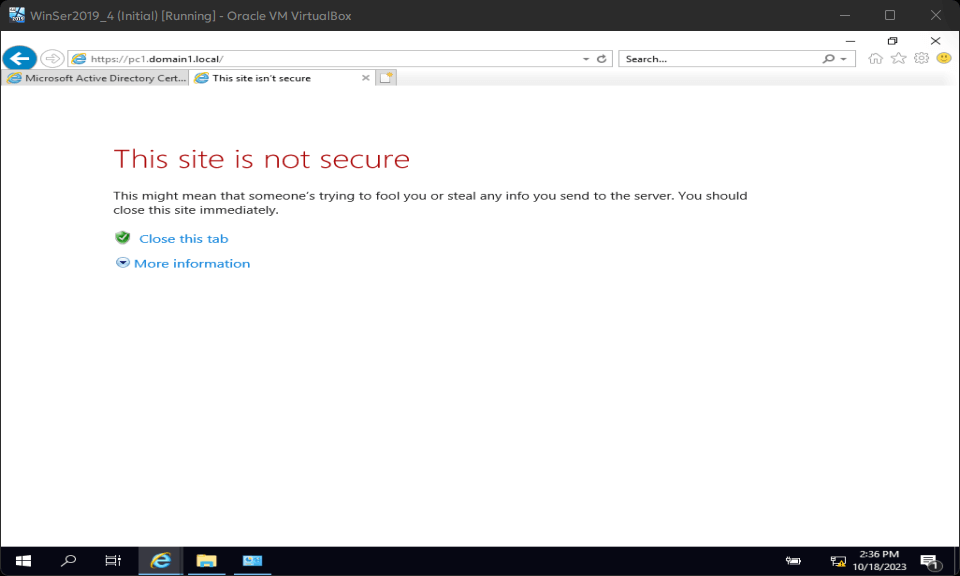 WinSer2019_4 (Initial) [Running] - Oracle VM VirtualBox
https://pc1.domain1.local/
Search...
Microsoft Active Directory Cert...
This site isn't secure
This site is not secure
This might mean that someone's trying to fool you or steal any info you send to the server. You should
close this site immediately.
Close this tab
More information
2:36 PM
10/18/2023
1